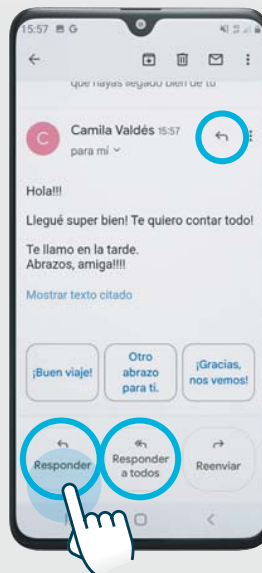 15:57 G
que hayas llegado bien de tu
Camila Valdés 15:57
C
para mí
Hola!!!
Llegué super bien! Te quiero contar todo!
Te llamo en la tarde.
Abrazos, amiga!!!!
Mostrar texto citado
¡Buen viaje!
Otro
abrazo
para ti.
¡Gracias,
nos vemos!
Responder
Responder
a todos
Reenviar